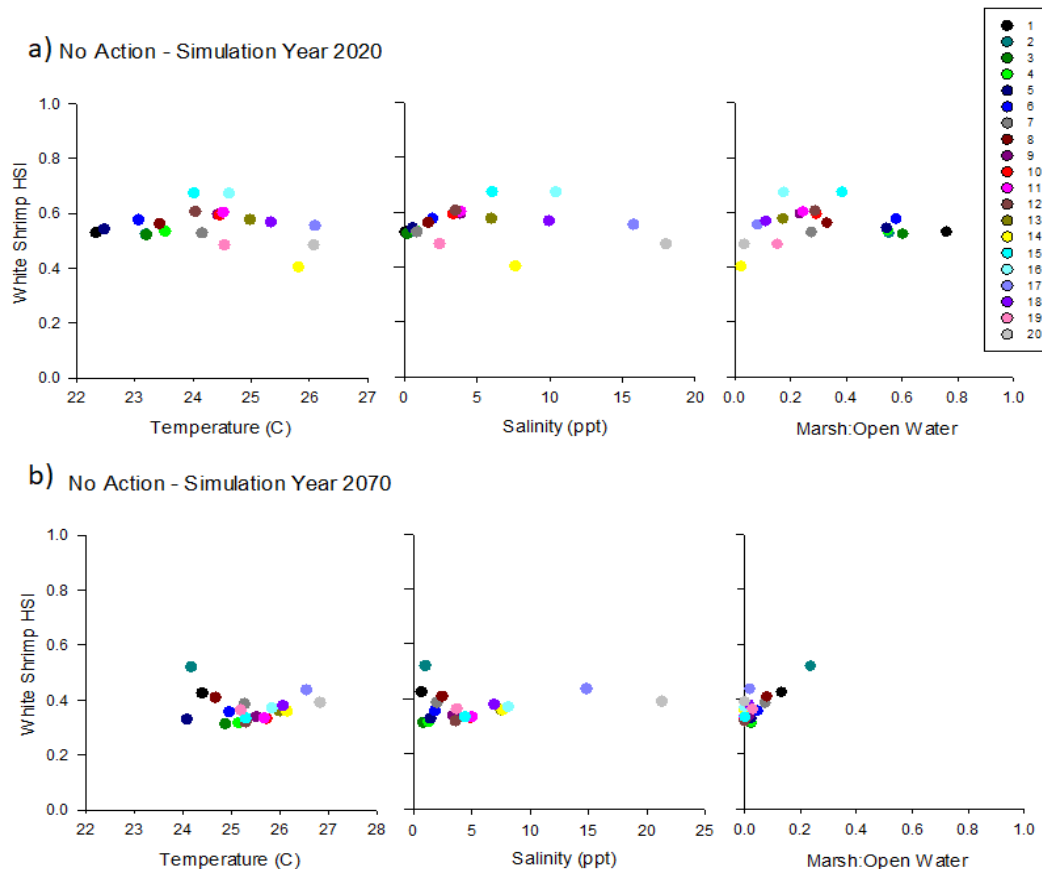 a) No Action - Simulation Year 2020
1
2
3
4
5
6
7
8
9
10
11
12
13
14
15
16
17
18
19
20
White Shrimp HSI
1.0
0.8
0.6
0.4
0.2
0.0
22 23 24 25 26 27
0 5 10 15 20
0.0 0.2 0.4 0.6 0.8 1.0
Temperature (C)
Salinity (ppt)
Marsh:Open Water
b) No Action - Simulation Year 2070
White Shrimp HSI
1.0
0.8
0.6
0.4
0.2
0.0
22 23 24 25 26 27 28
0 5 10 15 20 25
0.0 0.2 0.4 0.6 0.8 1.0
Temperature (C)
Salinity (ppt)
Marsh:Open Water